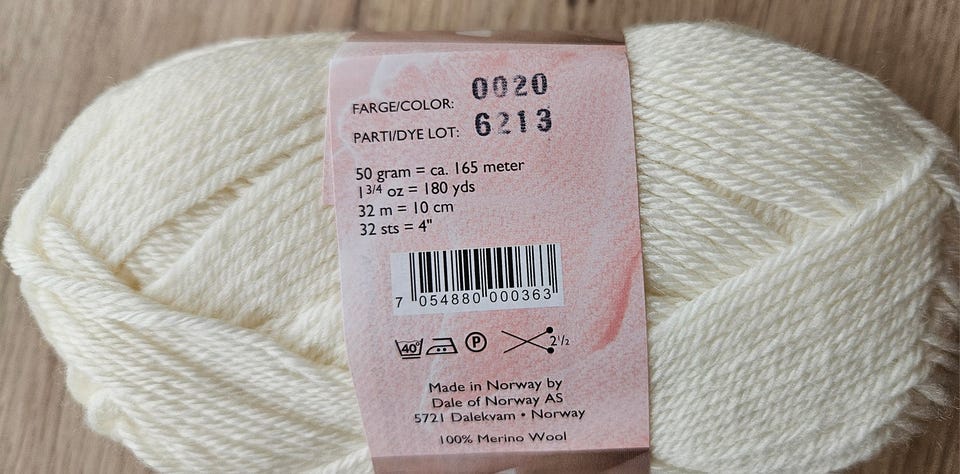 FARGE/COLOR: 0020
PARTI/DYE LOT: 6213
50 gram = ca. 165 meter
1 3/4 oz = 180 yds
32 m = 10 cm
32 sts = 4"
7 054880 000363
40° P 2 1/2
Made in Norway by
Dale of Norway AS
5721 Dalekvam • Norway
100% Merino Wool